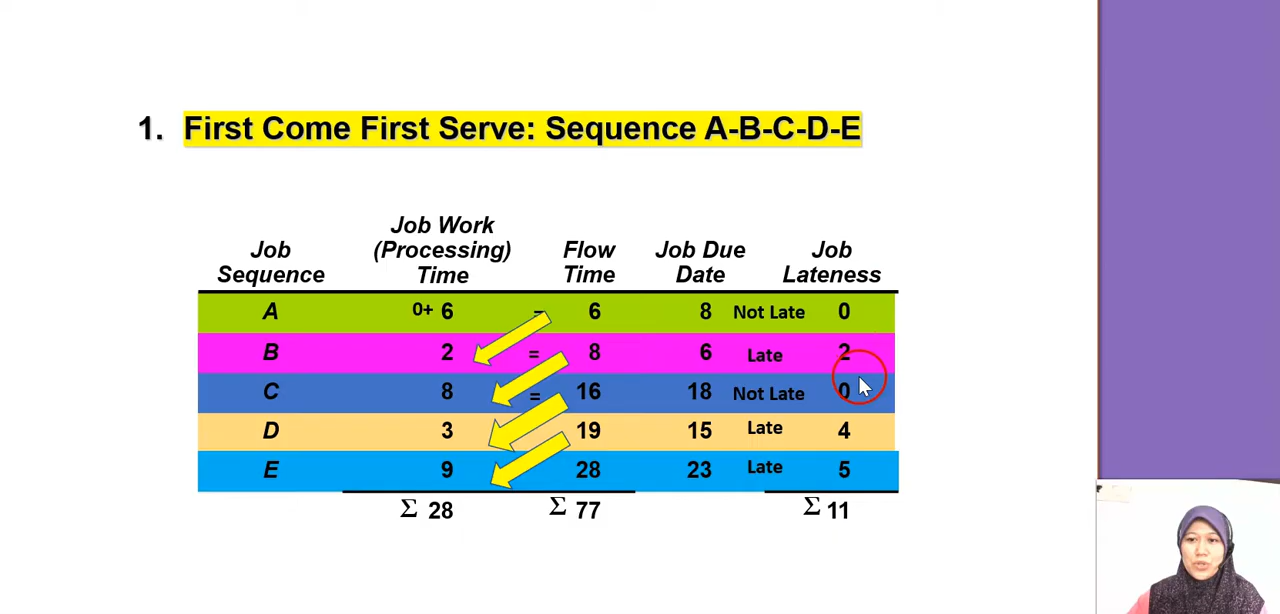 1. First Come First Serve: Sequence A-B-C-D-E
Job Sequence Job Work (Processing) Time Flow Time Job Due Date Job Lateness
A 0+ 6 = 6 8 Not Late 0
B 2 = 8 6 Late 2
C 8 = 16 18 Not Late 0
D 3 19 15 Late 4
E 9 28 23 Late 5
Σ 28 Σ 77 Σ 11